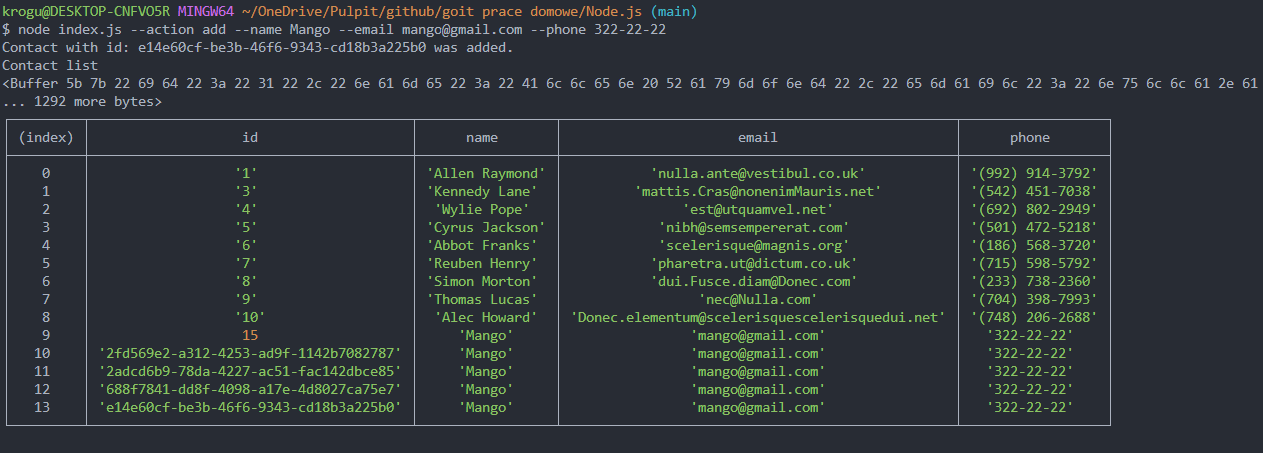 krogu@DESKTOP-CNFVO5R MINGW64 ~/OneDrive/Pulpit/github/goit prace domowe/Node.js (main)
$ node index.js --action add --name Mango --email mango@gmail.com --phone 322-22-22
Contact with id: e14e60cf-be3b-46f6-9343-cd18b3a225b0 was added.
Contact list
<Buffer 5b 7b 22 69 64 22 3a 22 31 22 2c 22 6e 61 6d 65 22 3a 22 41 6c 6c 65 6e 20 52 61 79 6d 6f 6e 64 22 2c 22 65 6d 61 69 6c 22 3a 22 6e 75 6c 6c 61 2e 61
... 1292 more bytes>
(index) id name email phone
0 '1' 'Allen Raymond' 'nulla.ante@vestibul.co.uk' '(992) 914-3792'
1 '3' 'Kennedy Lane' 'mattis.Cras@nonenimMauris.net' '(542) 451-7038'
2 '4' 'Wylie Pope' 'est@utquamvel.net' '(692) 802-2949'
3 '5' 'Cyrus Jackson' 'nibh@semsempererat.com' '(501) 472-5218'
4 '6' 'Abbot Franks' 'scelerisque@magnis.org' '(186) 568-3720'
5 '7' 'Reuben Henry' 'pharetra.ut@dictum.co.uk' '(715) 598-5792'
6 '8' 'Simon Morton' 'dui.Fusce.diam@Donec.com' '(233) 738-2360'
7 '9' 'Thomas Lucas' 'nec@Nulla.com' '(704) 398-7993'
8 '10' 'Alec Howard' 'Donec.elementum@scelerisquescelerisquedui.net' '(748) 206-2688'
9 15 'Mango' 'mango@gmail.com' '322-22-22'
10 '2fd569e2-a312-4253-ad9f-1142b7082787' 'Mango' 'mango@gmail.com' '322-22-22'
11 '2adcd6b9-78da-4227-ac51-fac142dbce85' 'Mango' 'mango@gmail.com' '322-22-22'
12 '688f7841-dd8f-4098-a17e-4d8027ca75e7' 'Mango' 'mango@gmail.com' '322-22-22'
13 'e14e60cf-be3b-46f6-9343-cd18b3a225b0' 'Mango' 'mango@gmail.com' '322-22-22'